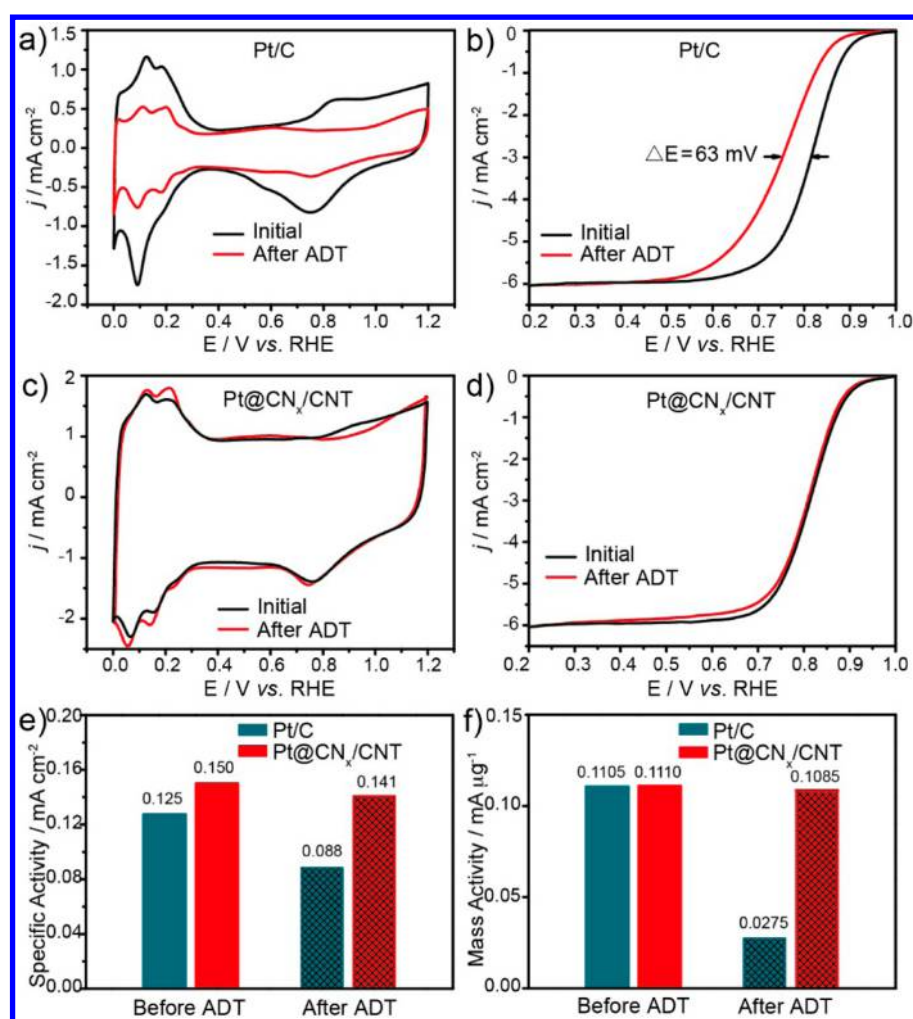 a)
Pt/C
j / mA cm-2
1.5
1.0
0.5
0.0
-0.5
-1.0
-1.5
-2.0
Initial
After ADT
0.0 0.2 0.4 0.6 0.8 1.0 1.2
E / V vs. RHE
b)
Pt/C
j / mA cm-2
0
-1
-2
-3
-4
-5
-6
△E=63 mV
Initial
After ADT
0.2 0.3 0.4 0.5 0.6 0.7 0.8 0.9 1.0
E / V vs. RHE
c)
Pt@CNx/CNT
j / mA cm-2
2
1
0
-1
-2
Initial
After ADT
0.0 0.2 0.4 0.6 0.8 1.0 1.2
E / V vs. RHE
d)
Pt@CNx/CNT
j / mA cm-2
0
-1
-2
-3
-4
-5
-6
Initial
After ADT
0.2 0.3 0.4 0.5 0.6 0.7 0.8 0.9 1.0
E / V vs. RHE
e)
Specific Activity / mA cm-2
0.20
0.16
0.12
0.08
0.04
0.00
Pt/C
Pt@CNx/CNT
0.125
0.150
0.088
0.141
Before ADT After ADT
f)
Mass Activity / mA μg-1
0.15
0.10
0.05
0.00
Pt/C
Pt@CNx/CNT
0.1105 0.1110
0.0275
0.1085
Before ADT After ADT